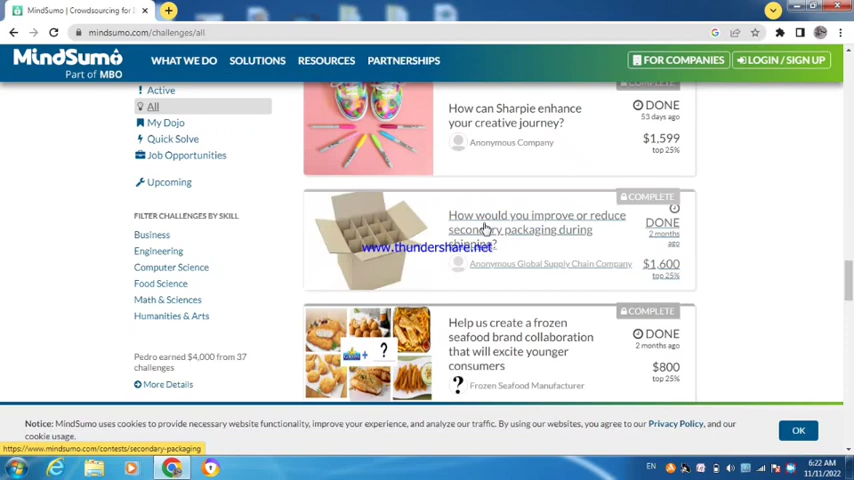 MindSumo | Crowdsourcing for
mindsumo.com/challenges/all
MindSumo
Part of MBO
WHAT WE DO
SOLUTIONS
RESOURCES
PARTNERSHIPS
FOR COMPANIES
LOGIN / SIGN UP
Active
All
My Dojo
Quick Solve
Job Opportunities
Upcoming
FILTER CHALLENGES BY SKILL
Business
Engineering
Computer Science
Food Science
Math & Sciences
Humanities & Arts
Pedro earned $4,000 from 37
challenges
More Details
COMPLETE
How can Sharpie enhance
your creative journey?
Anonymous Company
DONE
53 days ago
$1,599
top 25%
COMPLETE
How would you improve or reduce
secondary packaging during
shipping?
Anonymous Global Supply Chain Company
DONE
2 months
ago
$1,600
top 25%
www.thundershare.net
COMPLETE
Help us create a frozen
seafood brand collaboration
that will excite younger
consumers
Frozen Seafood Manufacturer
DONE
2 months ago
$800
top 25%
+ ?
?
Notice: MindSumo uses cookies to provide necessary website functionality, improve your experience, and analyze our traffic. By using our websites, you agree to our Privacy Policy, and our
cookie usage.
OK
https://www.mindsumo.com/contests/secondary-packaging
EN
6:22 AM
11/11/2022